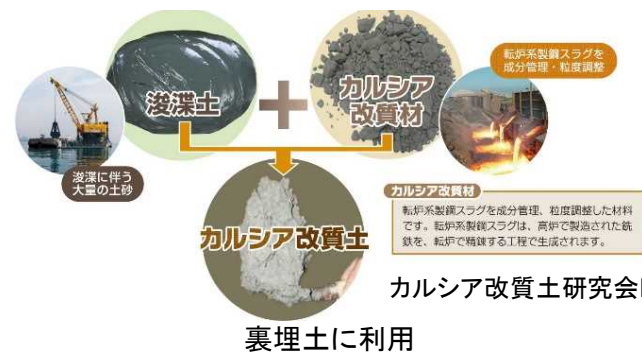 浚渫土
カルシア
改質材
転炉系製鋼スラグを
成分管理・粒度調整
浚渫に伴う
大量の土砂
カルシア改質土
カルシア改質材
転炉系製鋼スラグを成分管理、粒度調整した材料
です。転炉系製鋼スラグは、高炉で製造された銑
鉄を、転炉で精錬する工程で生成されます。
カルシア改質土研究会
裏埋土に利用